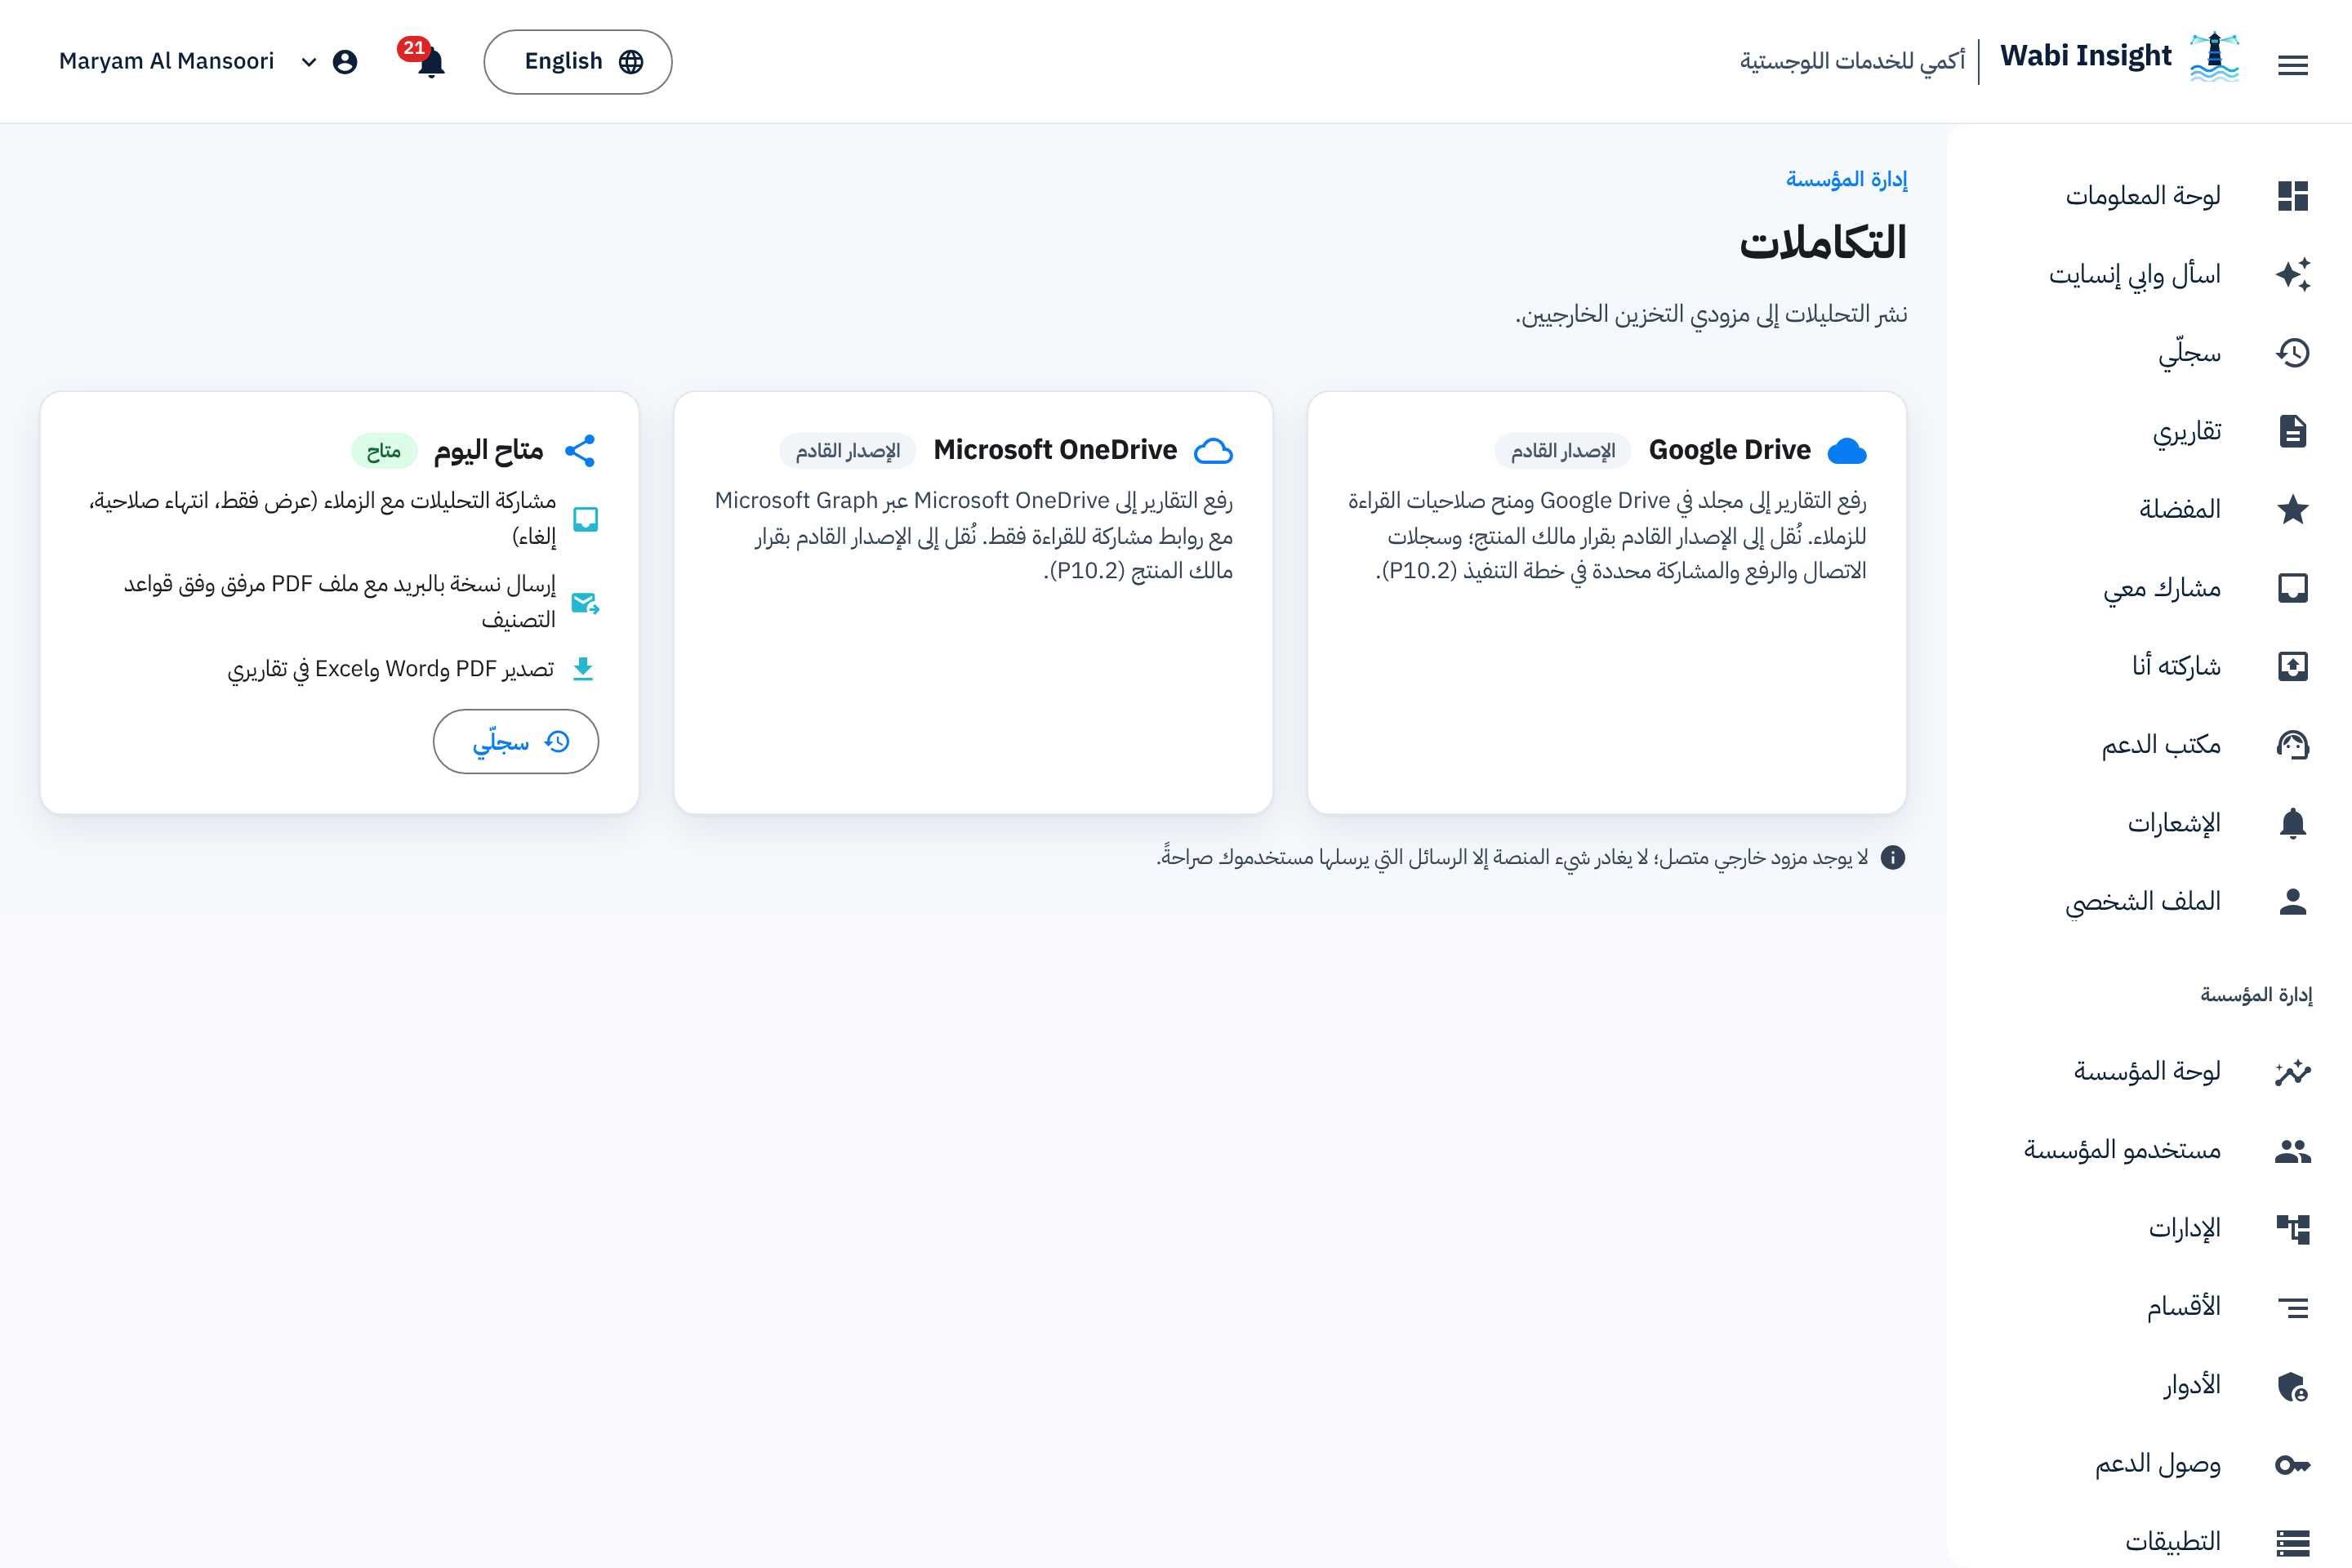 Wabi Insight
أكمي للخدمات اللوجستية
English
21
Maryam Al Mansoori
لوحة المعلومات
اسأل وابي إنسايت
سجلّي
تقاريري
المفضلة
مشارك معي
شاركته أنا
مكتب الدعم
الإشعارات
الملف الشخصي
إدارة المؤسسة
لوحة المؤسسة
مستخدمو المؤسسة
الإدارات
الأقسام
الأدوار
وصول الدعم
التطبيقات
إدارة المؤسسة
التكاملات
نشر التحليلات إلى مزودي التخزين الخارجيين.
Google Drive الإصدار القادم
رفع التقارير إلى مجلد في Google Drive ومنح صلاحيات القراءة
للزملاء. نُقل إلى الإصدار القادم بقرار مالك المنتج؛ وسجلات
الاتصال والرفع والمشاركة محددة في خطة التنفيذ (P10.2).
Microsoft OneDrive الإصدار القادم
رفع التقارير إلى Microsoft OneDrive عبر Microsoft Graph
مع روابط مشاركة للقراءة فقط. نُقل إلى الإصدار القادم بقرار
مالك المنتج (P10.2).
متاح اليوم متاح
مشاركة التحليلات مع الزملاء (عرض فقط، انتهاء صلاحية،
إلغاء)
إرسال نسخة بالبريد مع ملف PDF مرفق وفق قواعد
التصنيف
تصدير PDF وWord وExcel في تقاريري
سجلّي
لا يوجد مزود خارجي متصل؛ لا يغادر شيء المنصة إلا الرسائل التي يرسلها مستخدموك صراحةً.